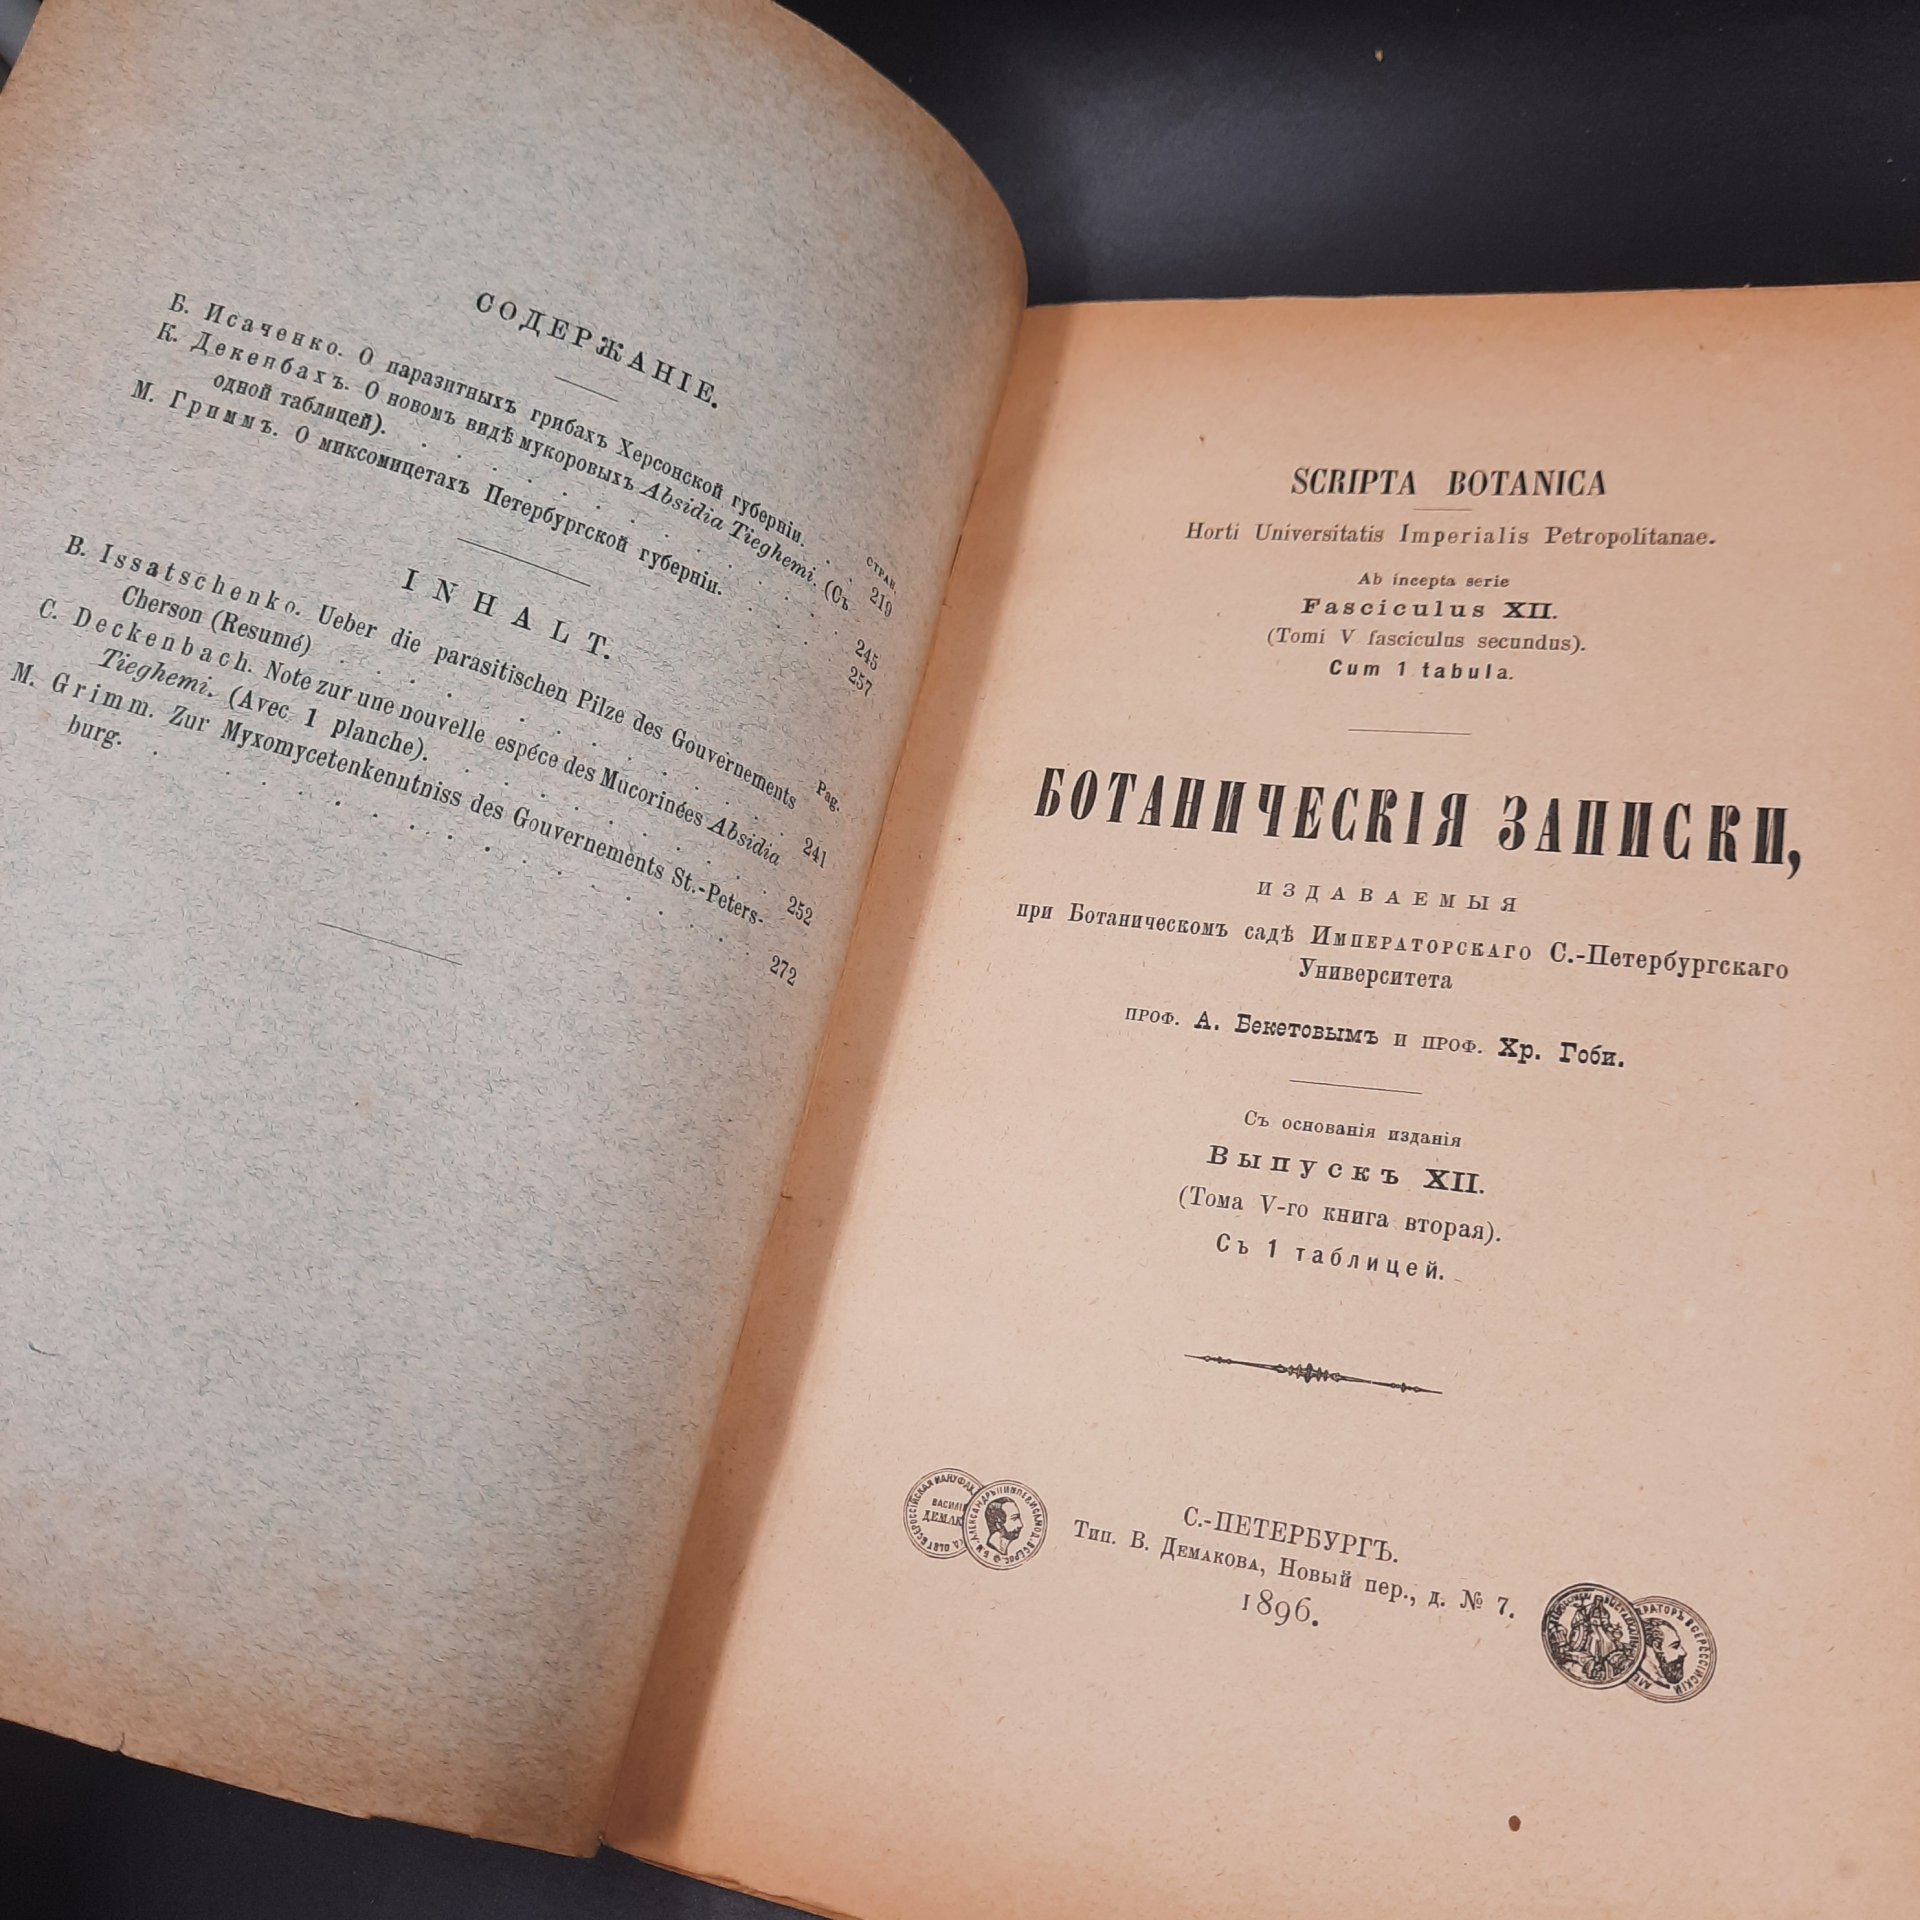 СОДЕРЖАНІЕ.
СТРАН.
Б. Исаченко. О паразитныхъ грибахъ Херсонской губерніи. . . 219
К. Декенбахъ. О новомъ видѣ мукоровыхъ Absidia Tieghemi. (Съ
одной таблицей). . . . . . . . . . . 245
М. Гриммъ. О миксомицетахъ Петербургской губерніи. . . . . 257
INHALT.
Pag.
B. Issatschenko. Ueber die parasitischen Pilze des Gouvernements
Cherson (Resumé) . . . . . . . . . . 241
C. Deckenbach. Note zur une nouvelle espéce des Mucorinées Absidia
Tieghemi. (Avec 1 planche). . . . . . . . . 252
M. Grimm. Zur Myxomycetenkenntniss des Gouvernements St.-Peters-
burg. . . . . . . . . . . . . 272
SCRIPTA BOTANICA
Horti Universitatis Imperialis Petropolitanae.
Ab incepta serie
Fasciculus XII.
(Tomi V fasciculus secundus).
Cum 1 tabula.
БОТАНИЧЕСКІЯ ЗАПИСКИ,
ИЗДАВАЕМЫЯ
при Ботаническомъ садѣ Императорскаго С.-Петербургскаго
Университета
проф. А. Бекетовымъ и проф. Хр. Гоби.
Съ основанія изданія
Выпускъ XII.
(Тома V-го книга вторая).
Съ 1 таблицей.
С.-ПЕТЕРБУРГЪ.
Тип. В. Демакова, Новый пер., д. № 7.
1896.